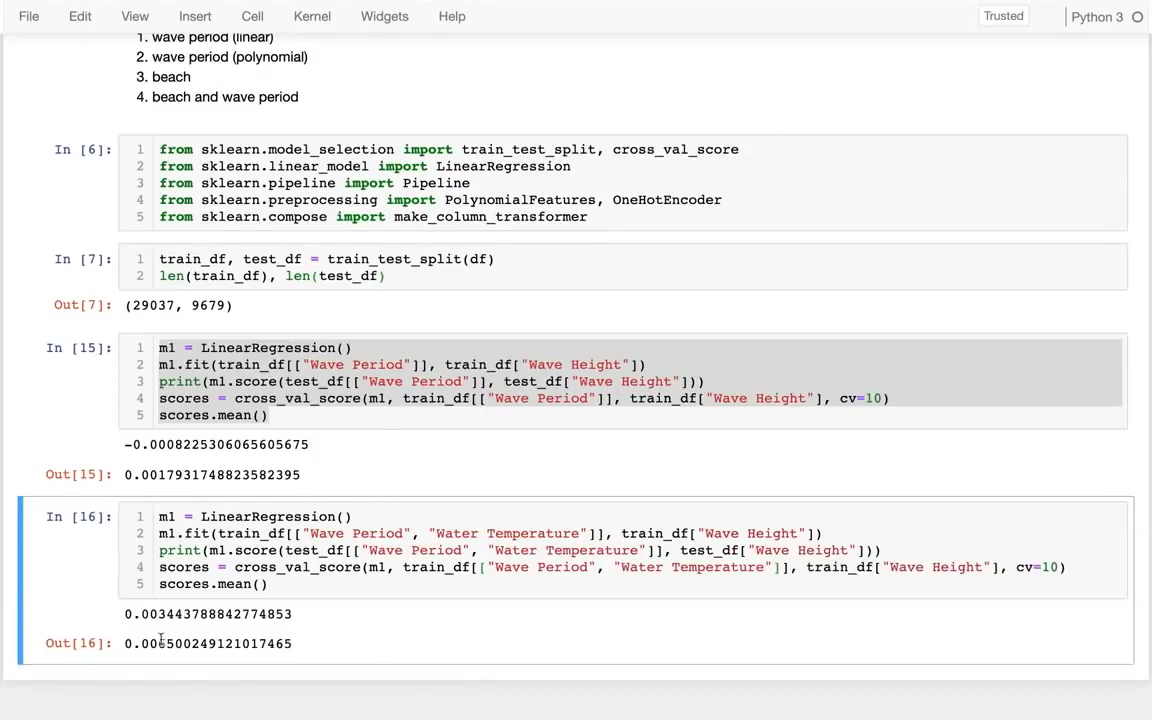 File Edit View Insert Cell Kernel Widgets Help Trusted Python 3
1. wave period (linear)
2. wave period (polynomial)
3. beach
4. beach and wave period
In [6]:
1 from sklearn.model_selection import train_test_split, cross_val_score
2 from sklearn.linear_model import LinearRegression
3 from sklearn.pipeline import Pipeline
4 from sklearn.preprocessing import PolynomialFeatures, OneHotEncoder
5 from sklearn.compose import make_column_transformer
In [7]:
1 train_df, test_df = train_test_split(df)
2 len(train_df), len(test_df)
Out[7]: (29037, 9679)
In [15]:
1 m1 = LinearRegression()
2 m1.fit(train_df[["Wave Period"]], train_df["Wave Height"])
3 print(m1.score(test_df[["Wave Period"]], test_df["Wave Height"]))
4 scores = cross_val_score(m1, train_df[["Wave Period"]], train_df["Wave Height"], cv=10)
5 scores.mean()
-0.0008225306065605675
Out[15]: 0.001793174882358239​5
In [16]:
1 m1 = LinearRegression()
2 m1.fit(train_df[["Wave Period", "Water Temperature"]], train_df["Wave Height"])
3 print(m1.score(test_df[["Wave Period", "Water Temperature"]], test_df["Wave Height"]))
4 scores = cross_val_score(m1, train_df[["Wave Period", "Water Temperature"]], train_df["Wave Height"], cv=10)
5 scores.mean()
0.003443788842774853
Out[16]: 0.006500249121017465